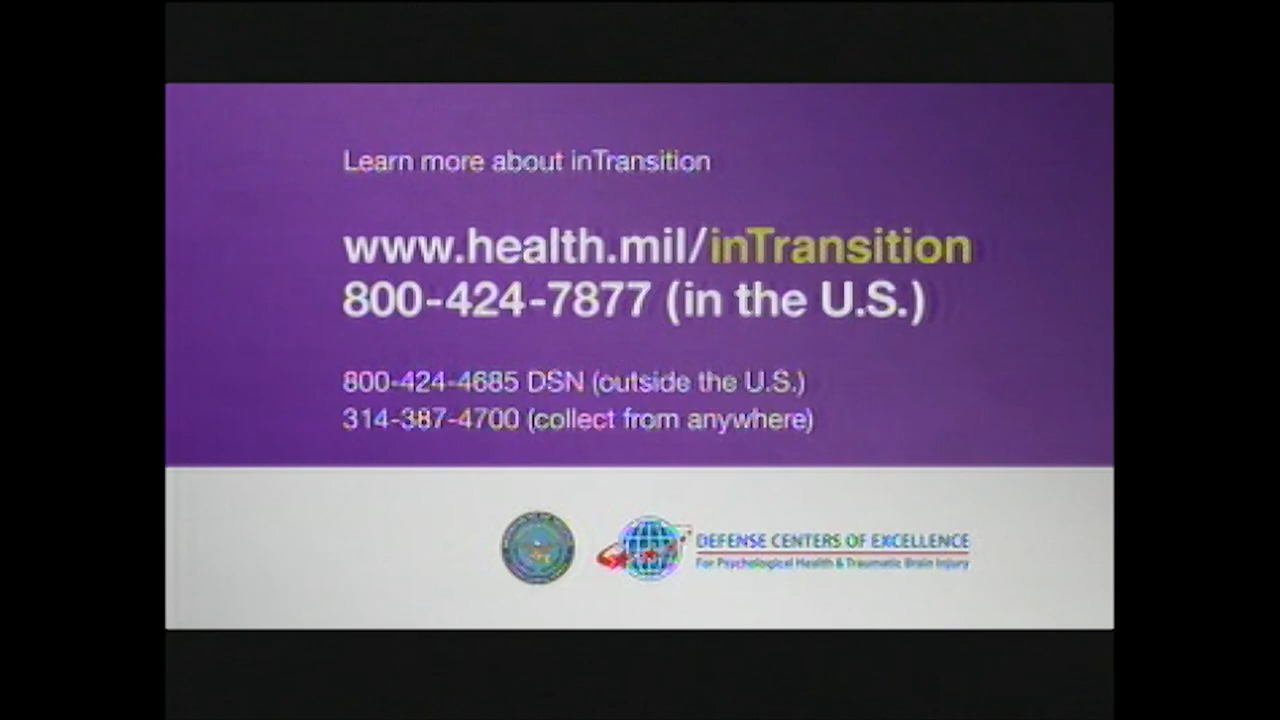 Learn more about inTransition
www.health.mil/inTransition
800-424-7877 (in the U.S.)
800-424-4685 DSN (outside the U.S.)
314-387-4700 (collect from anywhere)
DEFENSE CENTERS OF EXCELLENCE
For Psychological Health & Traumatic Brain Injury